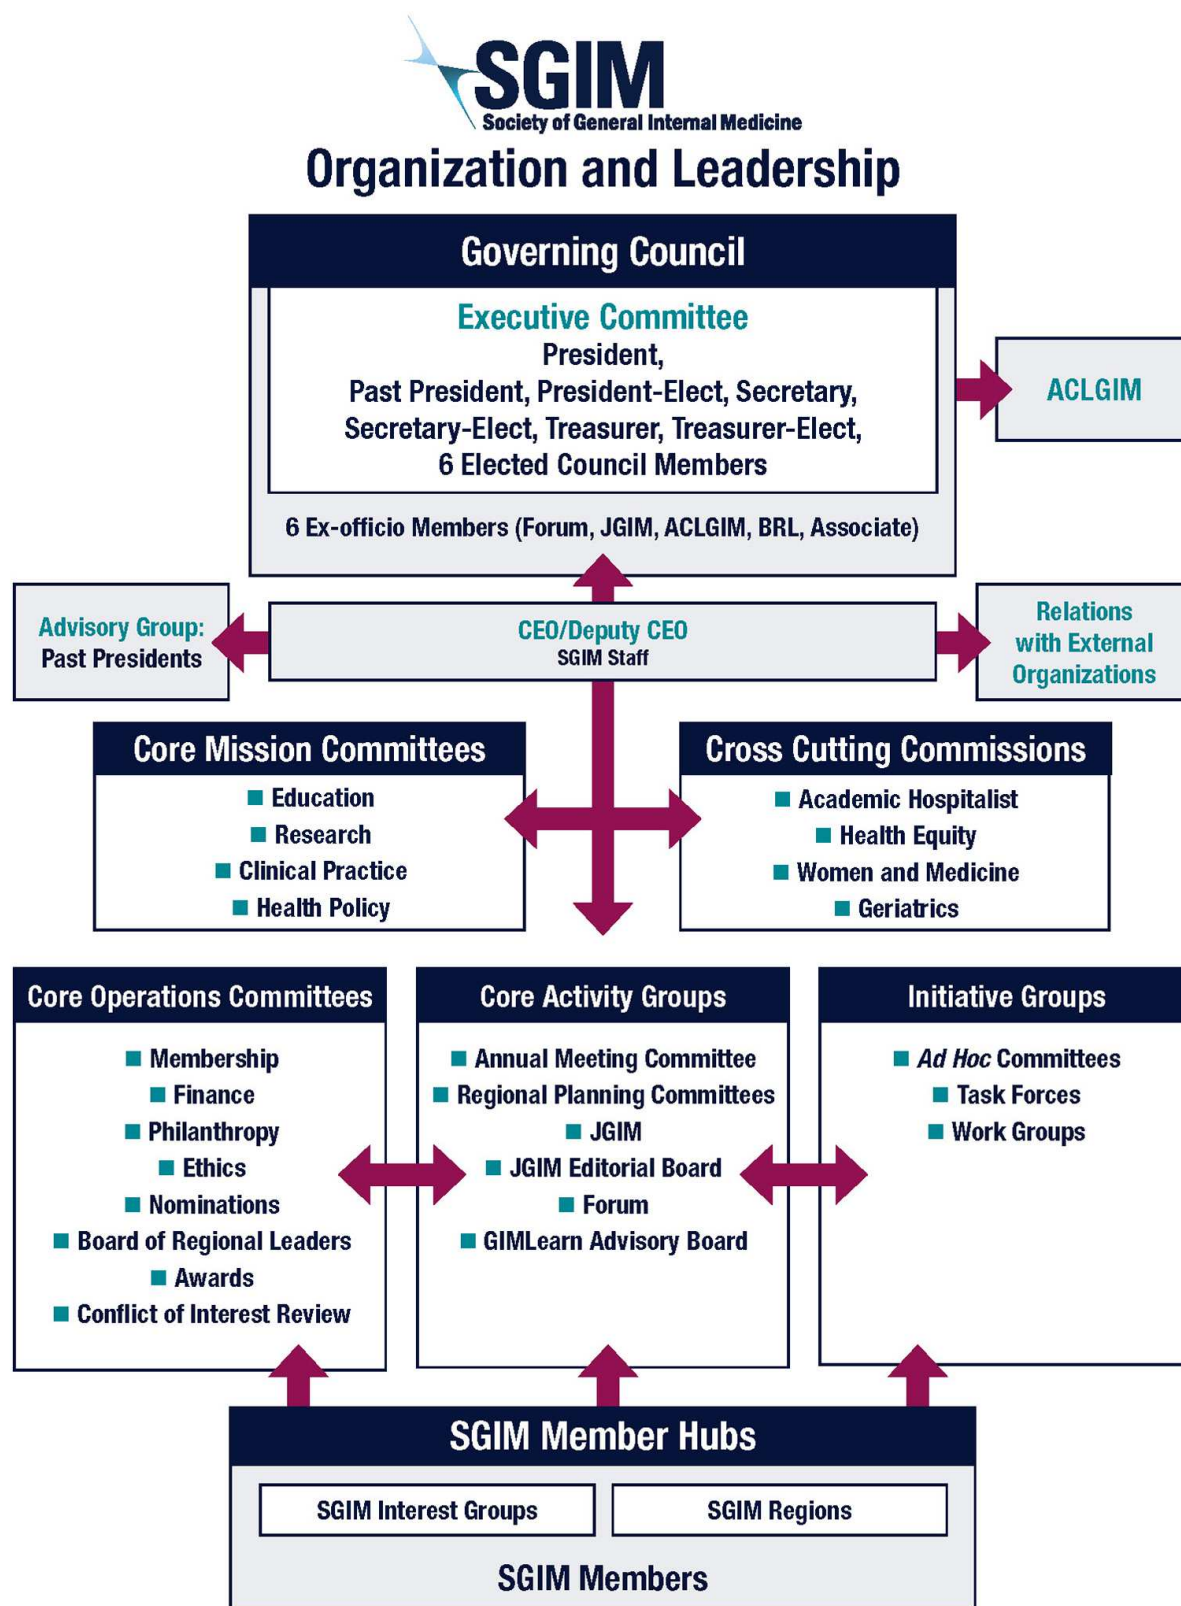 SGIM
Society of General Internal Medicine
Organization and Leadership
Governing Council
Executive Committee
President,
Past President, President-Elect, Secretary,
Secretary-Elect, Treasurer, Treasurer-Elect,
6 Elected Council Members
6 Ex-officio Members (Forum, JGIM, ACLGIM, BRL, Associate)
ACLGIM
Advisory Group:
Past Presidents
CEO/Deputy CEO
SGIM Staff
Relations
with External
Organizations
Core Mission Committees
Education
Research
Clinical Practice
Health Policy
Cross Cutting Commissions
Academic Hospitalist
Health Equity
Women and Medicine
Geriatrics
Core Operations Committees
Membership
Finance
Philanthropy
Ethics
Nominations
Board of Regional Leaders
Awards
Conflict of Interest Review
Core Activity Groups
Annual Meeting Committee
Regional Planning Committees
JGIM
JGIM Editorial Board
Forum
GIMLearn Advisory Board
Initiative Groups
Ad Hoc Committees
Task Forces
Work Groups
SGIM Member Hubs
SGIM Interest Groups
SGIM Regions
SGIM Members